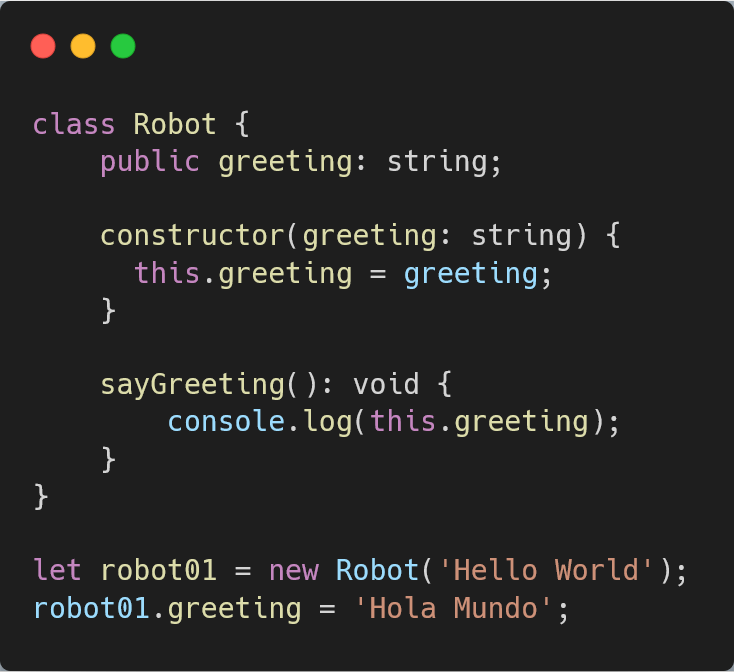 class Robot {
    public greeting: string;

    constructor(greeting: string) {
      this.greeting = greeting;
    }

    sayGreeting(): void {
        console.log(this.greeting);
    }
}

let robot01 = new Robot('Hello World');
robot01.greeting = 'Hola Mundo';